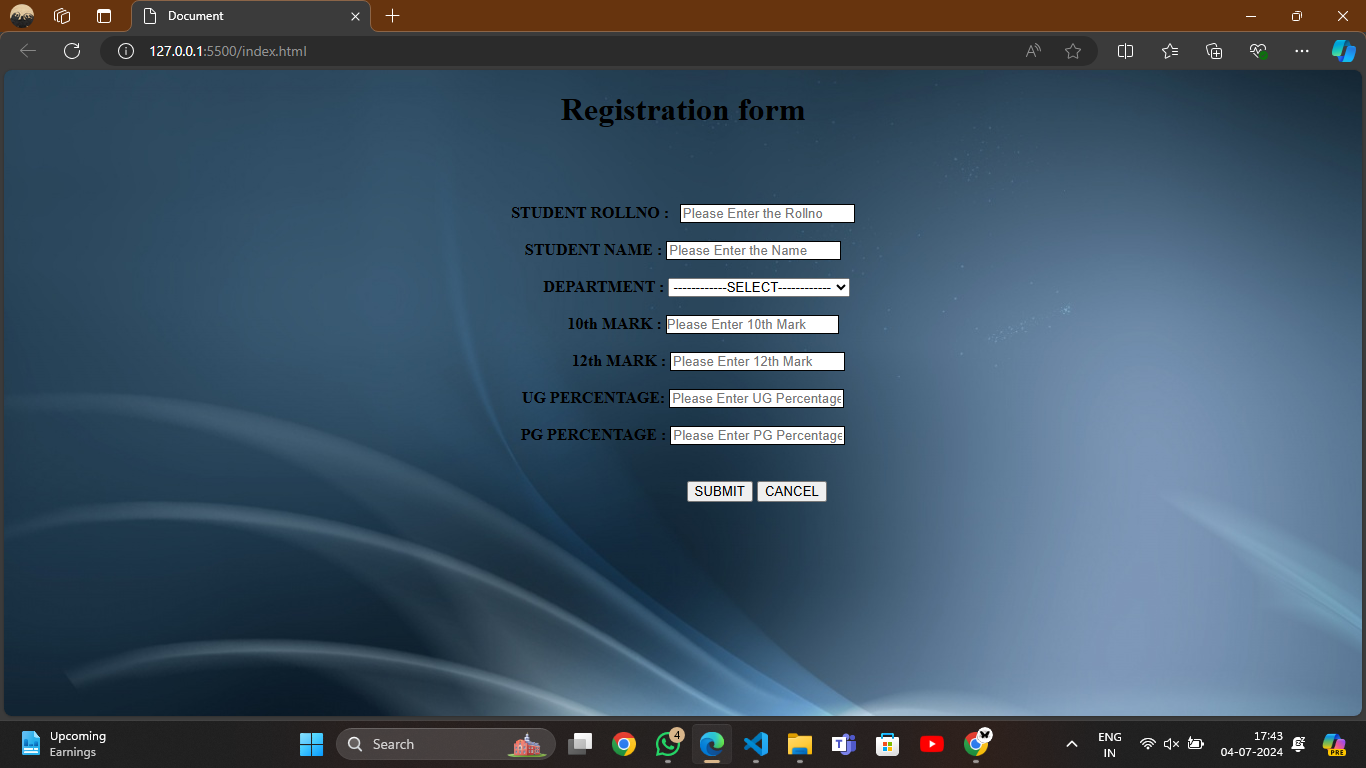 Document
127.0.0.1:5500/index.html
Registration form
STUDENT ROLLNO : Please Enter the Rollno
STUDENT NAME : Please Enter the Name
DEPARTMENT : ------------SELECT------------
10th MARK : Please Enter 10th Mark
12th MARK : Please Enter 12th Mark
UG PERCENTAGE: Please Enter UG Percentage
PG PERCENTAGE : Please Enter PG Percentage
SUBMIT CANCEL
Upcoming
Earnings
Search
4
ENG
IN
17:43
04-07-2024
PRE